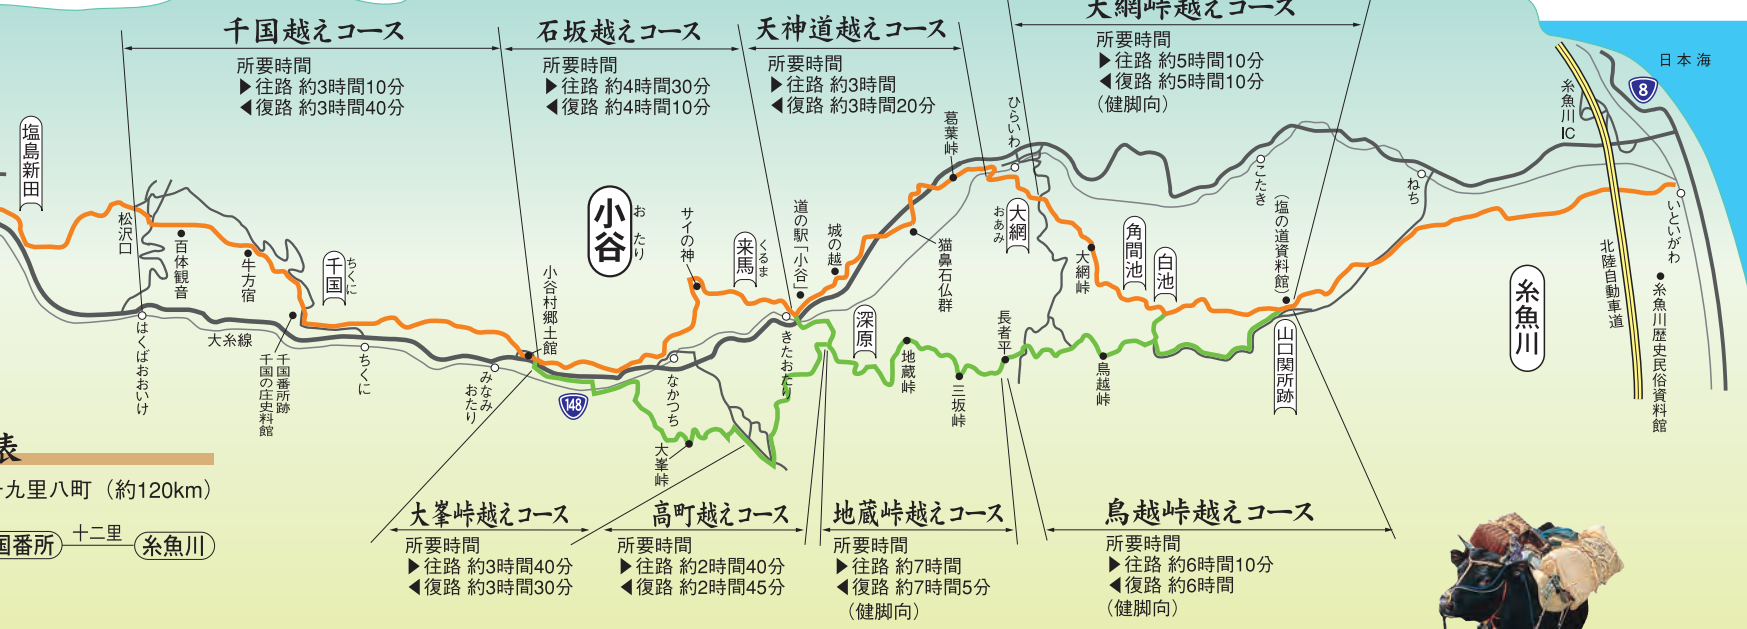 千国越えコース
所要時間
▶往路 約3時間10分
◀復路 約3時間40分
石坂越えコース
所要時間
▶往路 約4時間30分
◀復路 約4時間10分
天神道越えコース
所要時間
▶往路 約3時間
◀復路 約3時間20分
大網峠越えコース
所要時間
▶往路 約5時間10分
◀復路 約5時間10分
（健脚向）
日本海
8
糸魚川IC
塩島新田
松沢口
百体観音
牛方宿
千国
ちくに
はくばおおいけ
大糸線
千国番所跡
千国の庄史料館
ちくに
みなみおたり
小谷村郷土館
小谷
おたり
148
サイの神
来馬
くるま
なかつち
大峯峠
道の駅「小谷」
城の越
きたおたり
深原
葛葉峠
猫鼻石仏群
ひらいわ
大網
おあみ
地蔵峠
三坂峠
長者平
大網峠
角間池
白池
鳥越峠
こたき
（塩の道資料館）
山口関所跡
ねち
糸魚川
北陸自動車道
いといがわ
糸魚川歴史民俗資料館
表
十九里八町（約120km）
国番所
十二里
糸魚川
大峯峠越えコース
所要時間
▶往路 約3時間40分
◀復路 約3時間30分
高町越えコース
所要時間
▶往路 約2時間40分
◀復路 約2時間45分
地蔵峠越えコース
所要時間
▶往路 約7時間
◀復路 約7時間5分
（健脚向）
鳥越峠越えコース
所要時間
▶往路 約6時間10分
◀復路 約6時間
（健脚向）